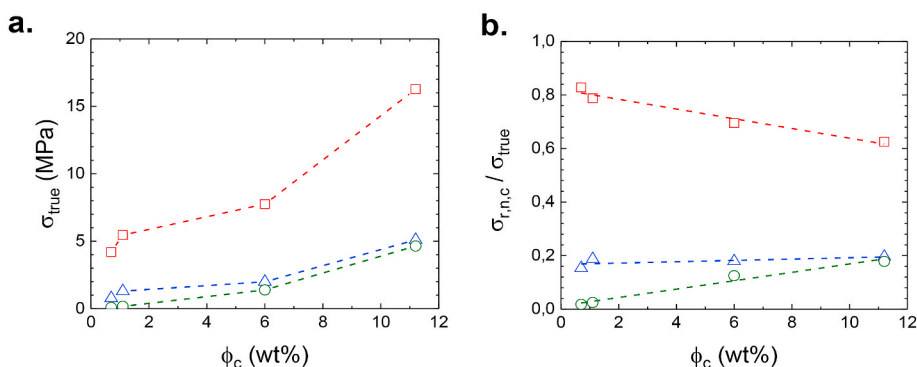 a.
20
15
10
5
0
0 2 4 6 8 10 12
σtrue (MPa)
ϕc (wt%)
b.
1,0
0,8
0,6
0,4
0,2
0,0
0 2 4 6 8 10 12
σr,n,c / σtrue
ϕc (wt%)